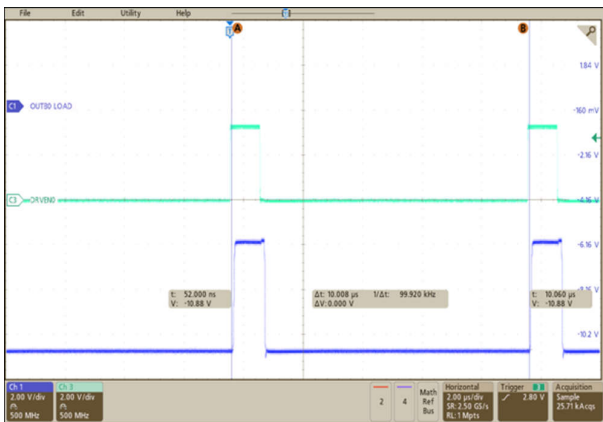 File Edit Utility Help
A B
1.84 V
C1 OUT80 LOAD
-160 mV
-2.16 V
C3 DRVEN0
-4.16 V
-6.16 V
t: 52.000 ns
V: -10.88 V
Δt: 10.008 µs 1/Δt: 99.920 kHz
ΔV: 0.000 V
t: 10.060 µs
V: -10.88 V
-10.2 V
Ch 1
2.00 V/div
500 MHz
Ch 3
2.00 V/div
500 MHz
2
4
Math
Ref
Bus
Horizontal
2.00 µs/div
SR: 2.50 GS/s
RL: 1 Mpts
Trigger
2.80 V
Acquisition
Sample
25.71 kAcqs